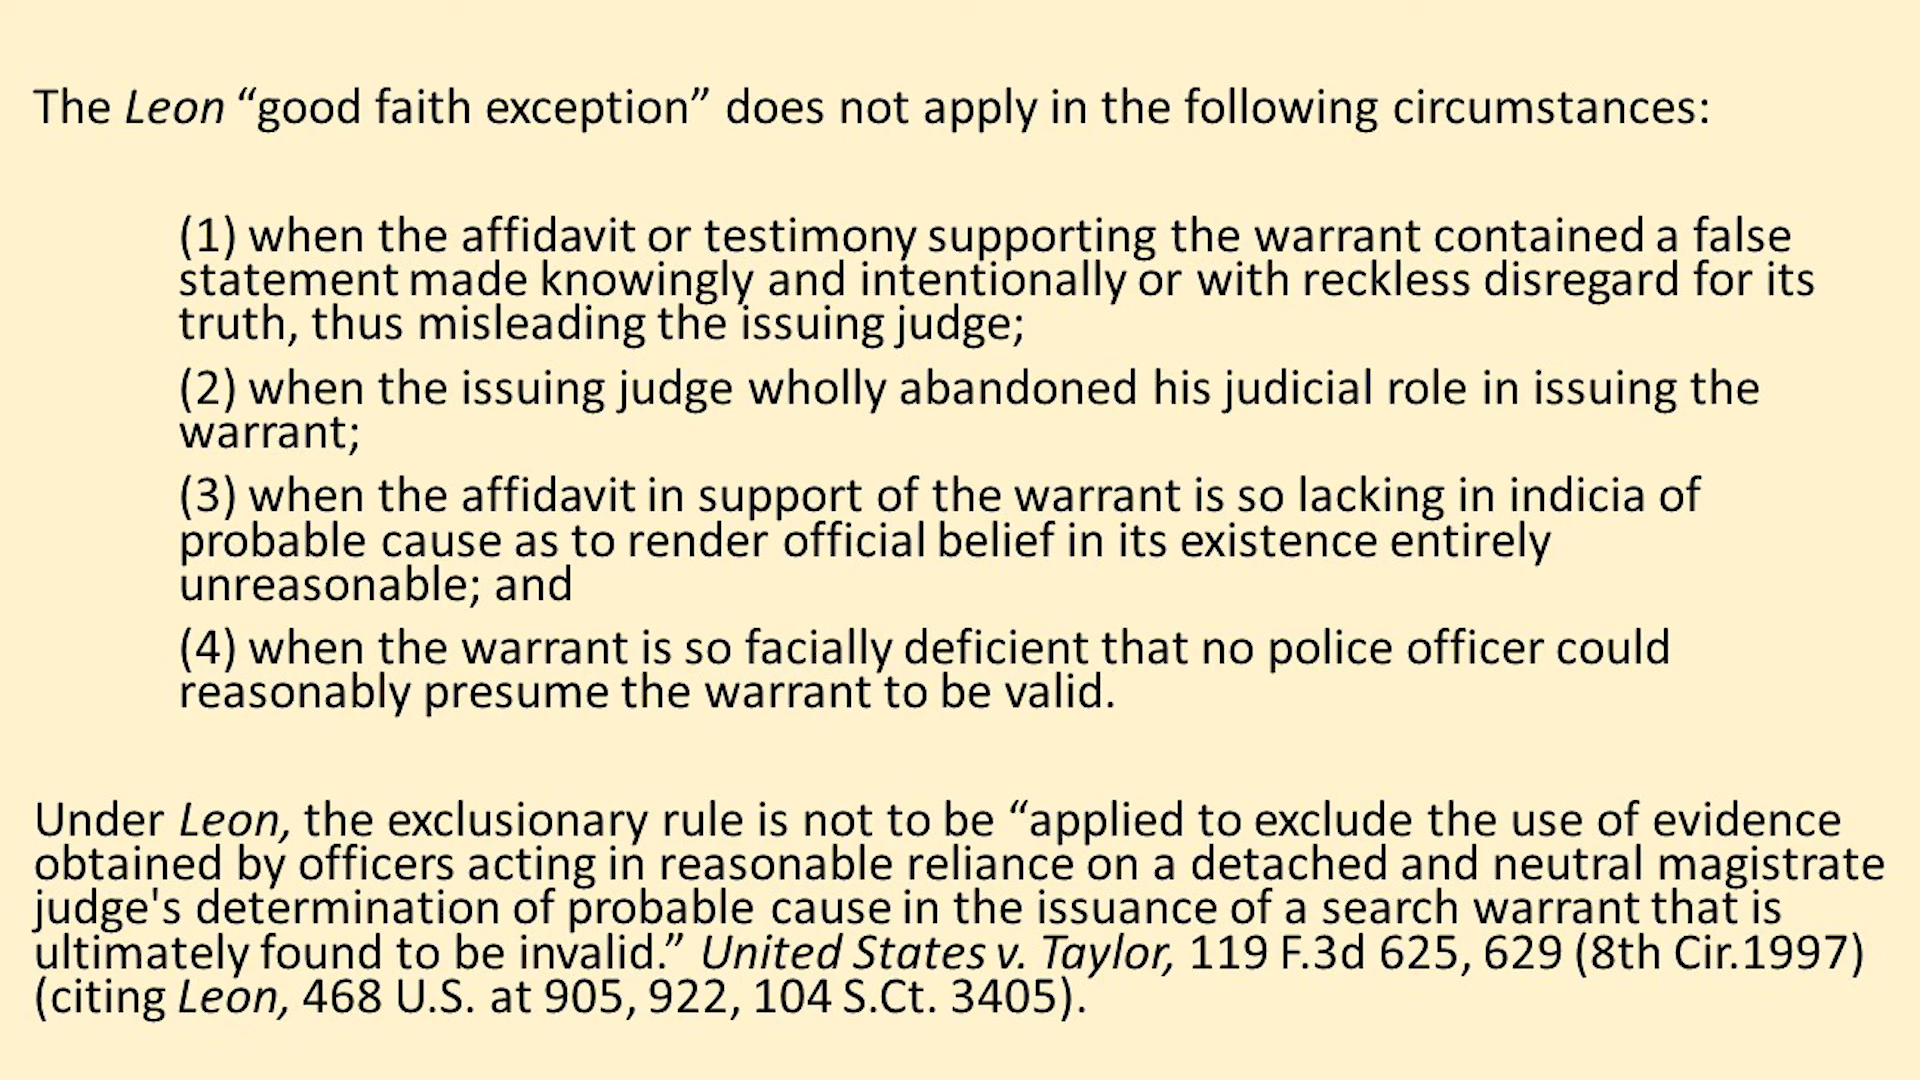 The Leon “good faith exception” does not apply in the following circumstances:
(1) when the affidavit or testimony supporting the warrant contained a false
statement made knowingly and intentionally or with reckless disregard for its
truth, thus misleading the issuing judge;
(2) when the issuing judge wholly abandoned his judicial role in issuing the
warrant;
(3) when the affidavit in support of the warrant is so lacking in indicia of
probable cause as to render official belief in its existence entirely
unreasonable; and
(4) when the warrant is so facially deficient that no police officer could
reasonably presume the warrant to be valid.
Under Leon, the exclusionary rule is not to be “applied to exclude the use of evidence
obtained by officers acting in reasonable reliance on a detached and neutral magistrate
judge's determination of probable cause in the issuance of a search warrant that is
ultimately found to be invalid.” United States v. Taylor, 119 F.3d 625, 629 (8th Cir.1997)
(citing Leon, 468 U.S. at 905, 922, 104 S.Ct. 3405).